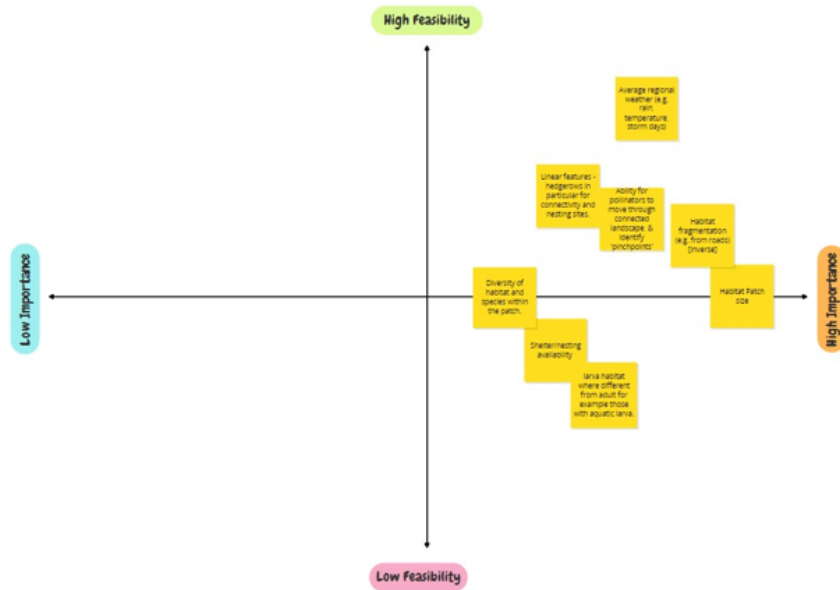 High Feasibility
Average regional
weather (e.g.
rain,
temperature,
storm days)
Linear features -
hedgerows in
particular for
connectivity and
nesting sites.
Ability for
pollinators to
move through
connected
landscape, &
identify
'pinchpoints'
Habitat
fragmentation
(e.g. from roads)
[inverse]
Low Importance
Diversity of
habitat and
species within
the patch.
Habitat Patch
size
High Importance
Shelter/nesting
availability
larva habitat
where different
from adult for
example those
with aquatic larva.
Low Feasibility